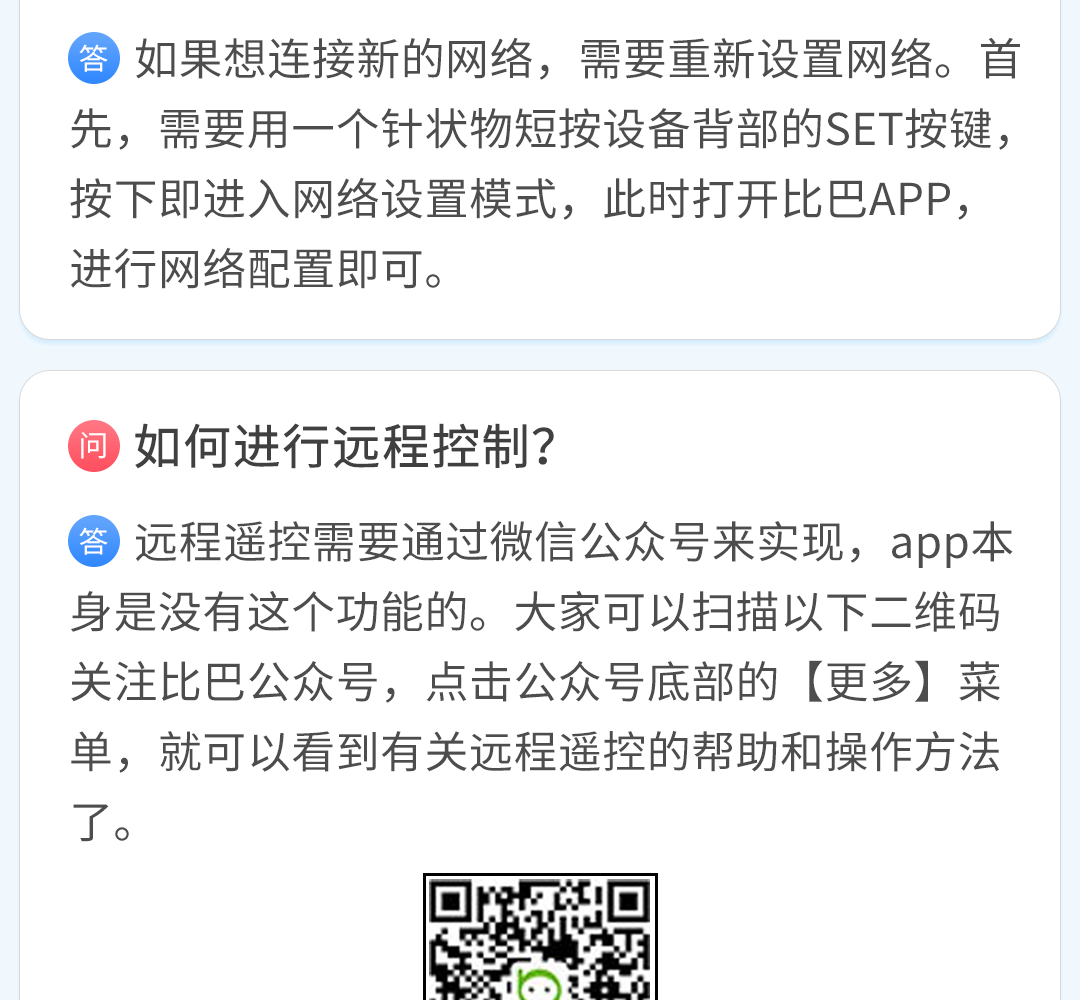 答 如果想连接新的网络，需要重新设置网络。首
先，需要用一个针状物短按设备背部的SET按键，
按下即进入网络设置模式，此时打开比巴APP，
进行网络配置即可。
问 如何进行远程控制？
答 远程遥控需要通过微信公众号来实现，app本
身是没有这个功能的。大家可以扫描以下二维码
关注比巴公众号，点击公众号底部的【更多】菜
单，就可以看到有关远程遥控的帮助和操作方法
了。